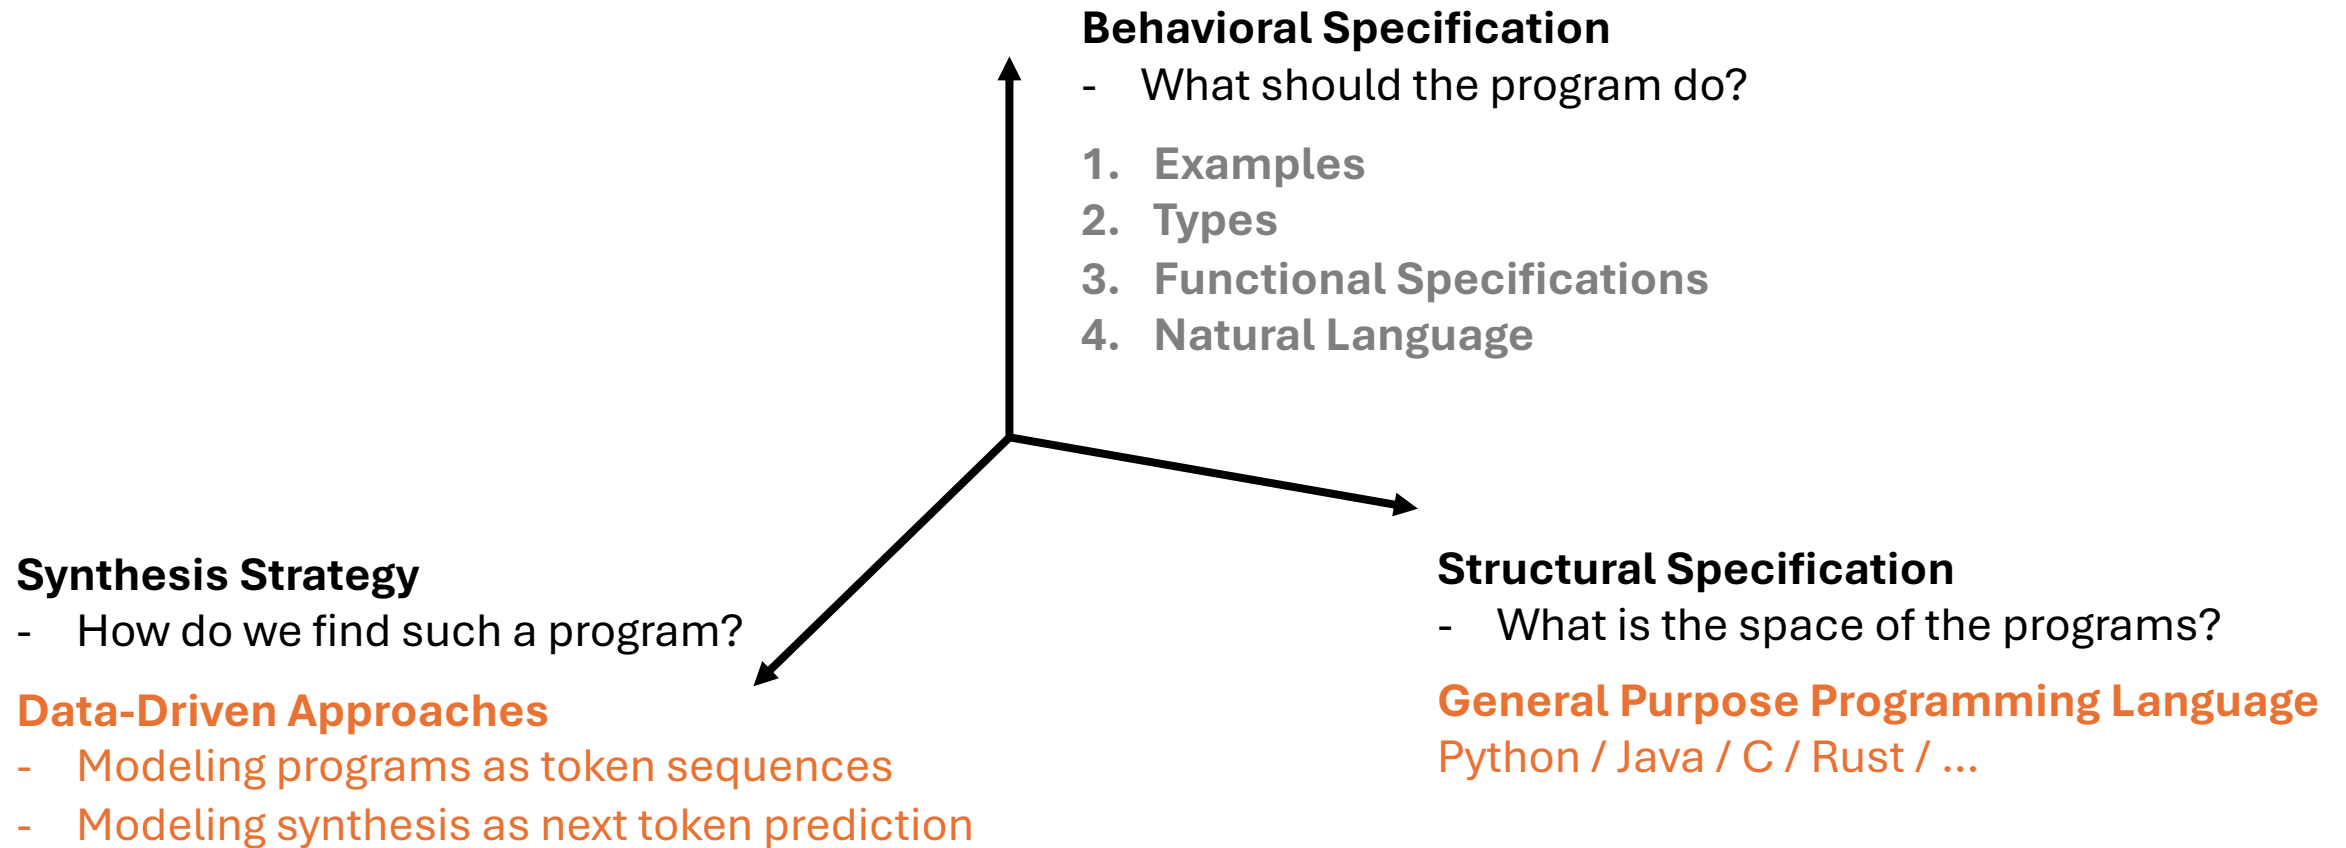 Behavioral Specification
- What should the program do?
1. Examples
2. Types
3. Functional Specifications
4. Natural Language
Synthesis Strategy
- How do we find such a program?
Data-Driven Approaches
- Modeling programs as token sequences
- Modeling synthesis as next token prediction
Structural Specification
- What is the space of the programs?
General Purpose Programming Language
Python / Java / C / Rust / ...